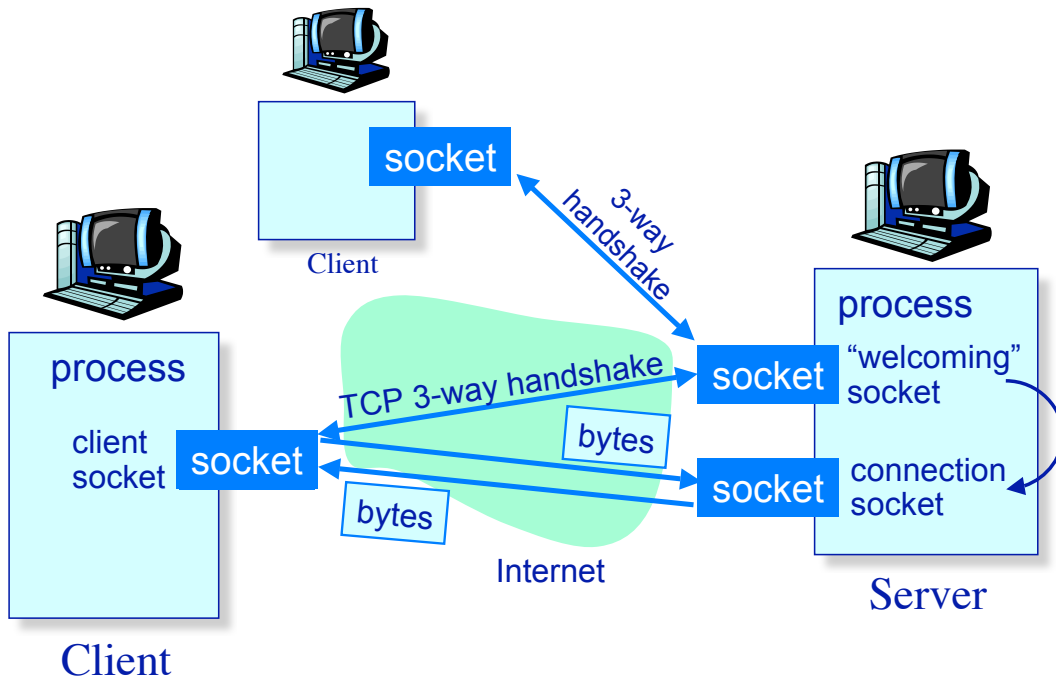 socket
Client
3-way
handshake
process
client
socket
socket
TCP 3-way handshake
bytes
bytes
Internet
process
socket
“welcoming”
socket
socket
connection
socket
Server
Client